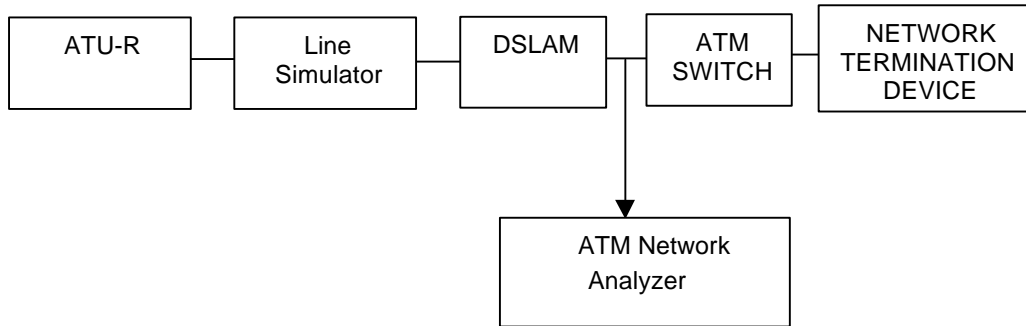 ATU-R
Line
Simulator
DSLAM
ATM
SWITCH
NETWORK
TERMINATION
DEVICE
ATM Network
Analyzer